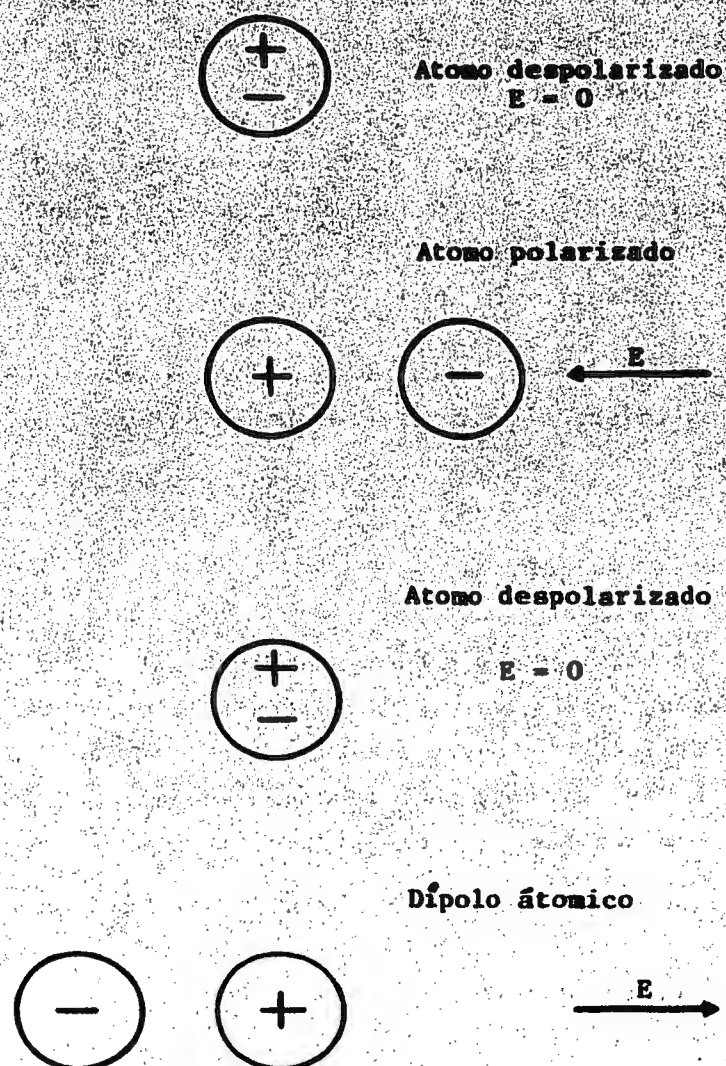 +
−
Atomo despolarizado
E = 0
Atomo polarizado
+ −
E
Atomo despolarizado
+
−
E = 0
Dípolo átomico
− +
E